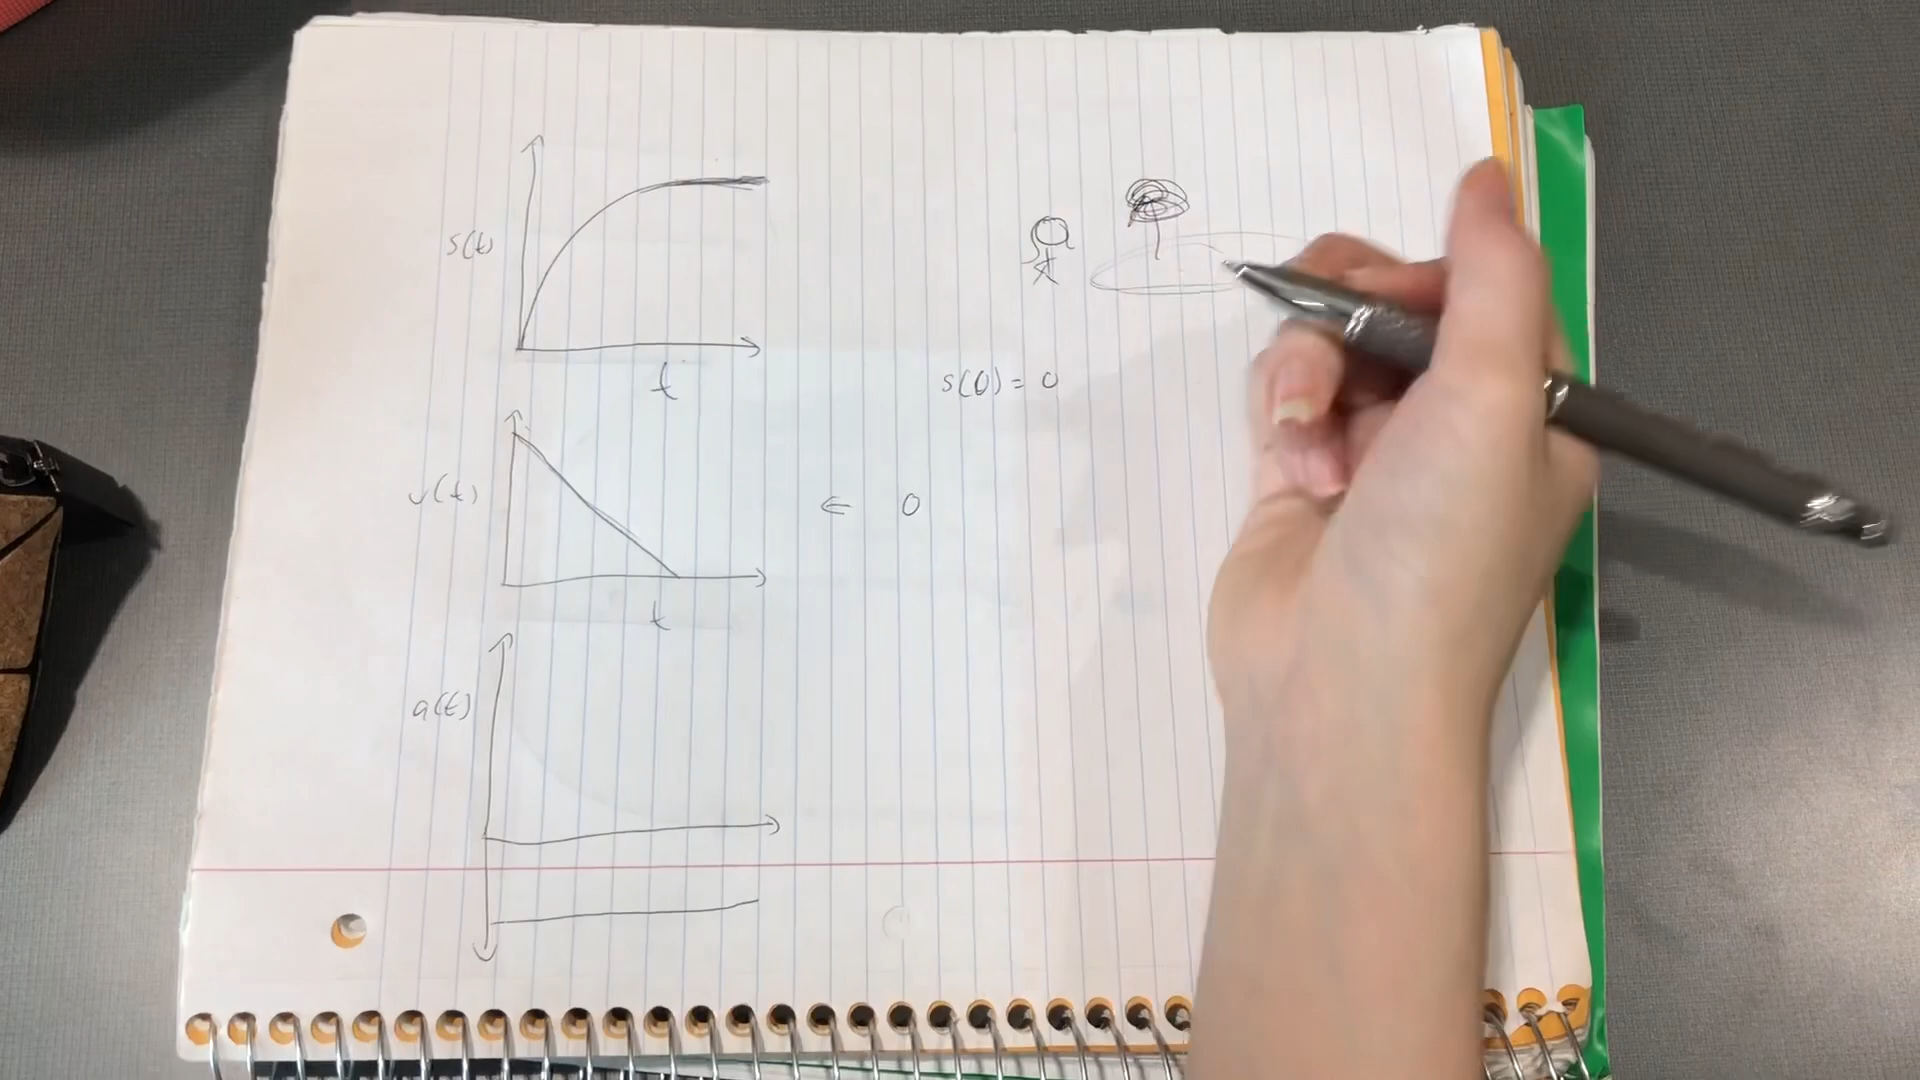 s(t)
t
s(0) = 0
v(t)
⇐ 0
t
a(t)